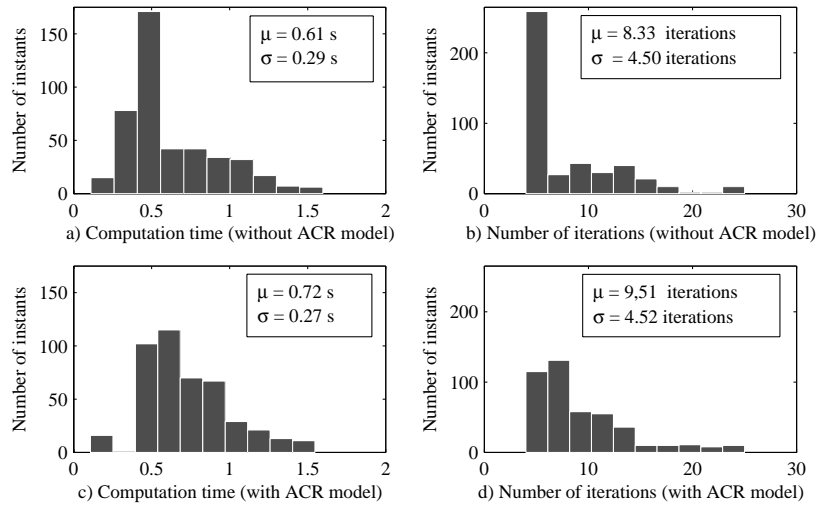 Number of instants
150
100
50
0
μ = 0.61 s
σ = 0.29 s
0
0.5
1
1.5
2
a) Computation time (without ACR model)
Number of instants
200
100
0
μ = 8.33 iterations
σ = 4.50 iterations
0
10
20
30
b) Number of iterations (without ACR model)
Number of instants
150
100
50
0
μ = 0.72 s
σ = 0.27 s
0
0.5
1
1.5
2
c) Computation time (with ACR model)
Number of instants
200
100
0
μ = 9,51 iterations
σ = 4.52 iterations
0
10
20
30
d) Number of iterations (with ACR model)